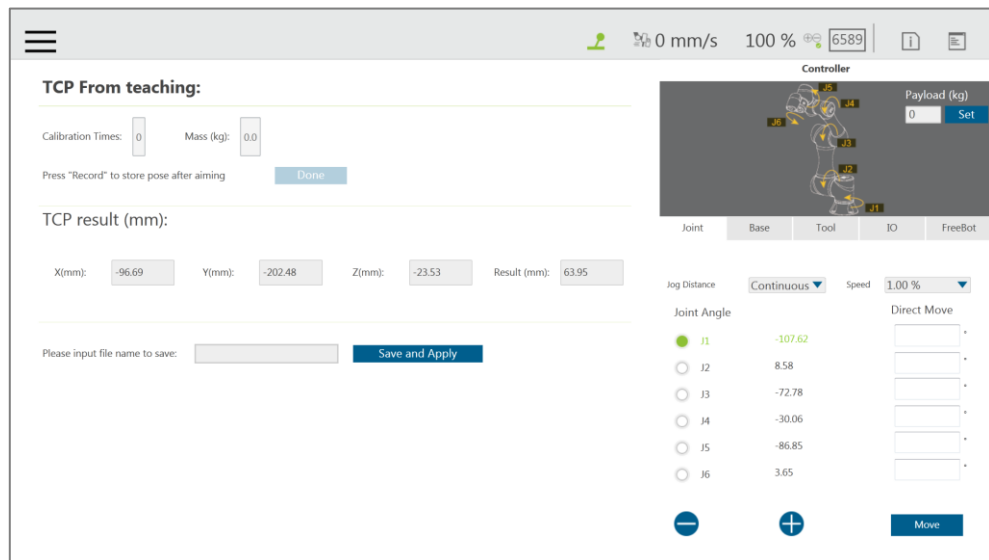 0 mm/s 100 % 6589
TCP From teaching:
Calibration Times: 0 Mass (kg): 0.0
Press "Record" to store pose after aiming Done
TCP result (mm):
X(mm): -96.69 Y(mm): -202.48 Z(mm): -23.53 Result (mm): 63.95
Please input file name to save: Save and Apply
Controller
J5
J4
J6
J3
J2
J1
Payload (kg)
0 Set
Joint Base Tool IO FreeBot
Jog Distance Continuous Speed 1.00 %
Joint Angle Direct Move
J1 -107.62 °
J2 8.58 °
J3 -72.78 °
J4 -30.06 °
J5 -86.85 °
J6 3.65 °
Move